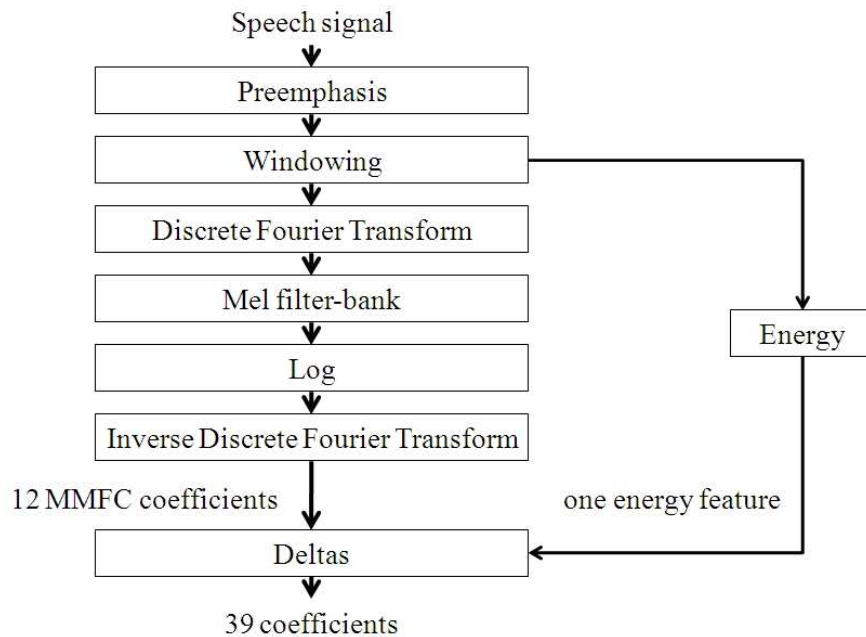 Speech signal
Preemphasis
Windowing
Discrete Fourier Transform
Mel filter-bank
Energy
Log
Inverse Discrete Fourier Transform
12 MMFC coefficients
one energy feature
Deltas
39 coefficients